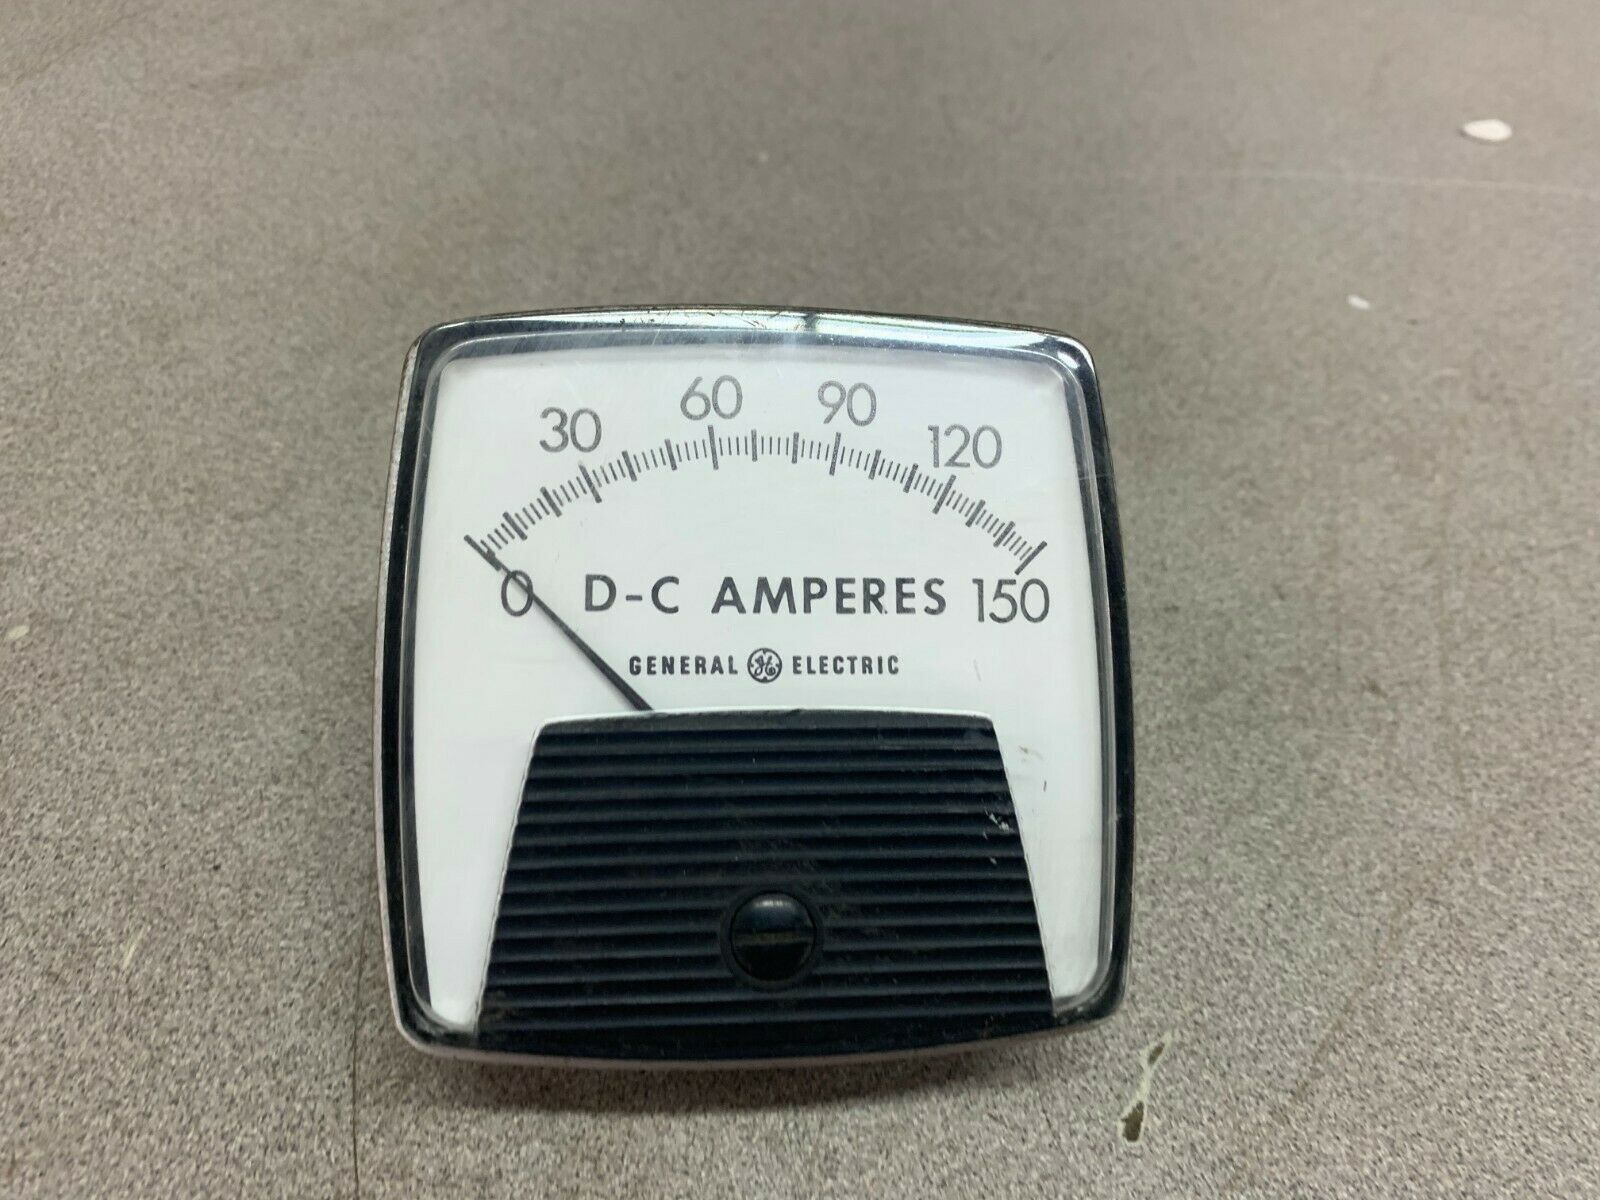 30 60 90 120
0 D-C AMPERES 150
GENERAL GE ELECTRIC